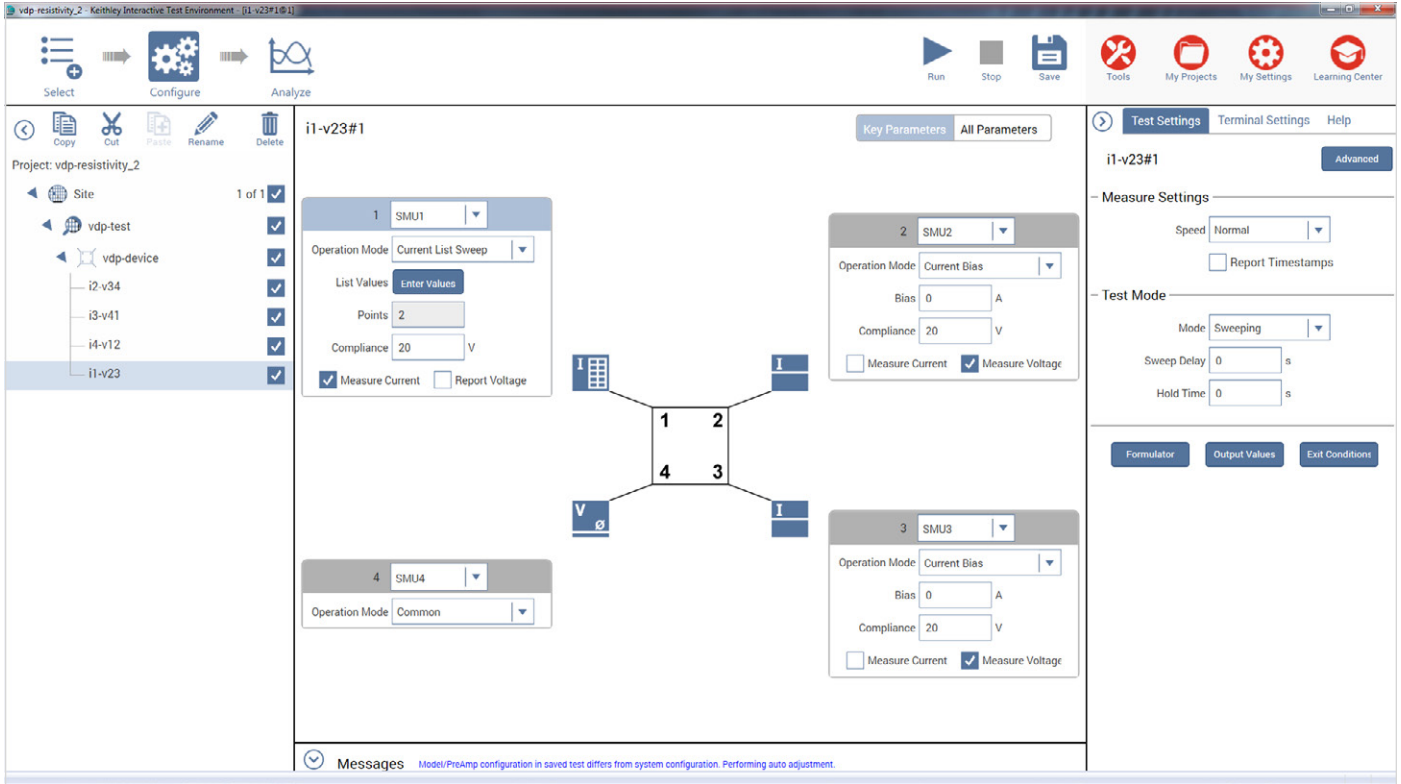 vdp-resistivity_2 - Keithley Interactive Test Environment - [i1-v23#1@1]
Select
Configure
Analyze
Run
Stop
Save
Tools
My Projects
My Settings
Learning Center
Copy
Cut
Paste
Rename
Delete
Project: vdp-resistivity_2
Site
1 of 1
vdp-test
vdp-device
i2-v34
i3-v41
i4-v12
i1-v23
i1-v23#1
Key Parameters
All Parameters
1 SMU1
Operation Mode Current List Sweep
List Values Enter Values
Points 2
Compliance 20 V
Measure Current Report Voltage
2 SMU2
Operation Mode Current Bias
Bias 0 A
Compliance 20 V
Measure Current Measure Voltage
I
I
1 2
4 3
V
ø
I
3 SMU3
Operation Mode Current Bias
Bias 0 A
Compliance 20 V
Measure Current Measure Voltage
4 SMU4
Operation Mode Common
Messages Model/PreAmp configuration in saved test differs from system configuration. Performing auto adjustment.
Test Settings
Terminal Settings
Help
i1-v23#1
Advanced
Measure Settings
Speed Normal
Report Timestamps
Test Mode
Mode Sweeping
Sweep Delay 0 s
Hold Time 0 s
Formulator
Output Values
Exit Conditions